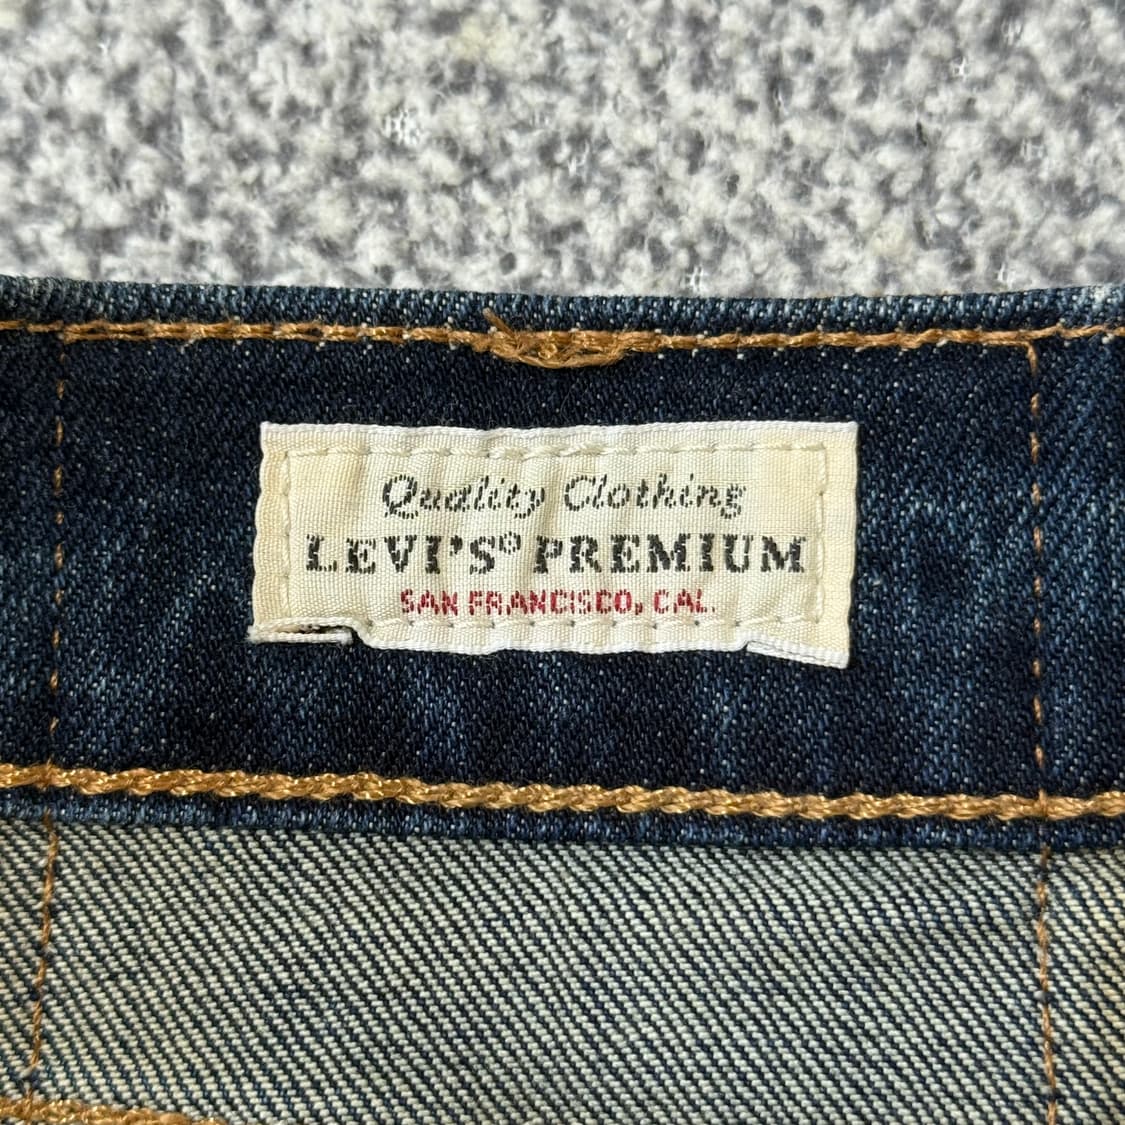 Quality Clothing
LEVI'S® PREMIUM
SAN FRANCISCO, CAL.